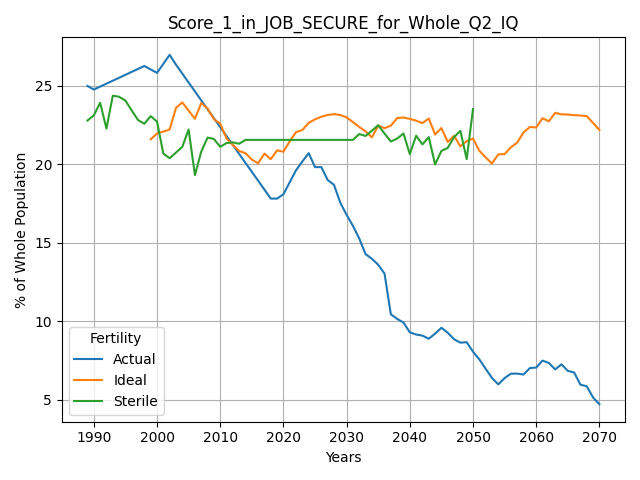 Score_1_in_JOB_SECURE_for_Whole_Q2_IQ
% of Whole Population
25
20
15
10
5
Fertility
Actual
Ideal
Sterile
1990 2000 2010 2020 2030 2040 2050 2060 2070
Years